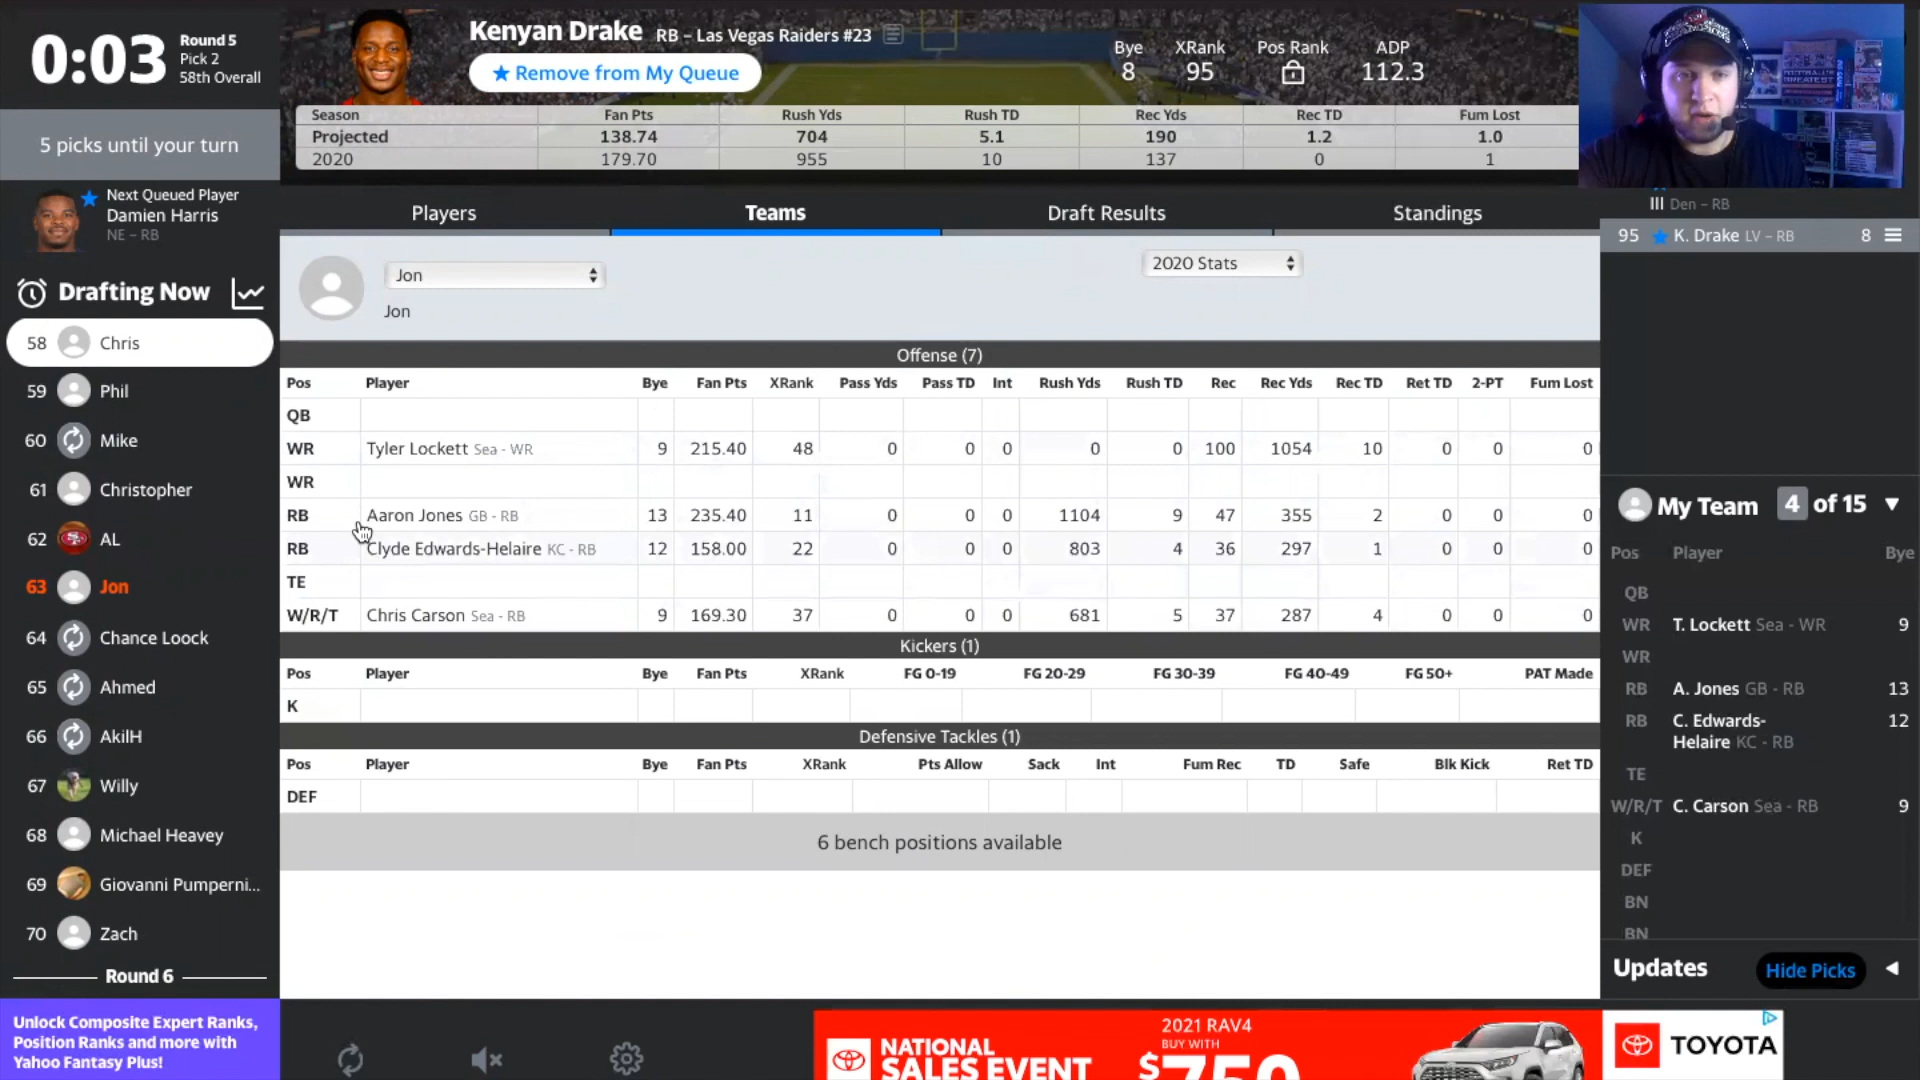 0:03
Round 5
Pick 2
58th Overall
5 picks until your turn
Next Queued Player
Damien Harris
NE – RB
Drafting Now
58 Chris
59 Phil
60 Mike
61 Christopher
62 AL
63 Jon
64 Chance Loock
65 Ahmed
66 AkilH
67 Willy
68 Michael Heavey
69 Giovanni Pumperni...
70 Zach
Round 6
Unlock Composite Expert Ranks,
Position Ranks and more with
Yahoo Fantasy Plus!
Kenyan Drake RB – Las Vegas Raiders #23
Remove from My Queue
Bye XRank Pos Rank ADP
8 95 112.3
Season Fan Pts Rush Yds Rush TD Rec Yds Rec TD Fum Lost
Projected 138.74 704 5.1 190 1.2 1.0
2020 179.70 955 10 137 0 1
Players Teams Draft Results Standings
Jon
2020 Stats
Jon
Offense (7)
Pos Player Bye Fan Pts XRank Pass Yds Pass TD Int Rush Yds Rush TD Rec Rec Yds Rec TD Ret TD 2-PT Fum Lost
QB
WR Tyler Lockett Sea - WR 9 215.40 48 0 0 0 0 0 100 1054 10 0 0 0
WR
RB Aaron Jones GB - RB 13 235.40 11 0 0 0 1104 9 47 355 2 0 0 0
RB Clyde Edwards-Helaire KC - RB 12 158.00 22 0 0 0 803 4 36 297 1 0 0 0
TE
W/R/T Chris Carson Sea - RB 9 169.30 37 0 0 0 681 5 37 287 4 0 0 0
Kickers (1)
Pos Player Bye Fan Pts XRank FG 0-19 FG 20-29 FG 30-39 FG 40-49 FG 50+ PAT Made
K
Defensive Tackles (1)
Pos Player Bye Fan Pts XRank Pts Allow Sack Int Fum Rec TD Safe Blk Kick Ret TD
DEF
6 bench positions available
Den – RB
95 K. Drake LV – RB 8
My Team 4 of 15
Pos Player Bye
QB
WR T. Lockett Sea - WR 9
WR
RB A. Jones GB - RB 13
RB C. Edwards-
Helaire KC - RB 12
TE
W/R/T C. Carson Sea - RB 9
K
DEF
BN
BN
Updates Hide Picks
NATIONAL
SALES EVENT
2021 RAV4
BUY WITH
$750
TOYOTA